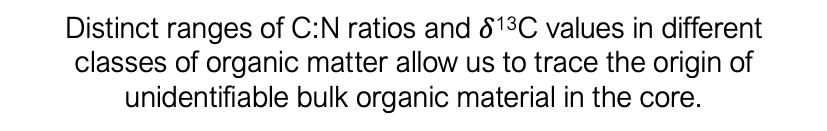 Distinct ranges of C:N ratios and δ¹³C values in different
classes of organic matter allow us to trace the origin of
unidentifiable bulk organic material in the core.